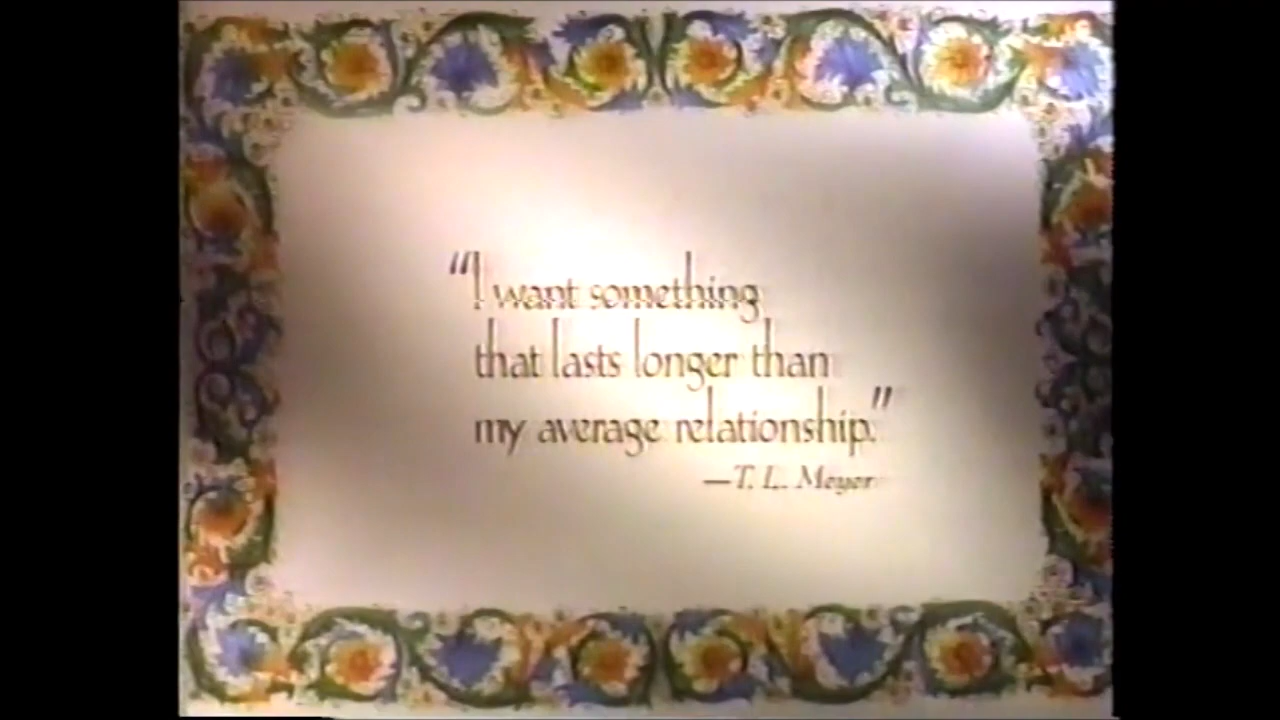 “I want something
that lasts longer than
my average relationship.”
—T. L. Meyer